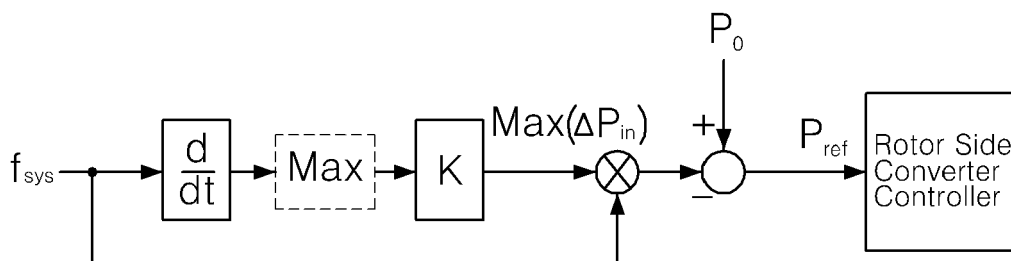 P0
Max(ΔPin)
+
Pref
fsys
d
dt
Max
K
−
Rotor Side
Converter
Controller